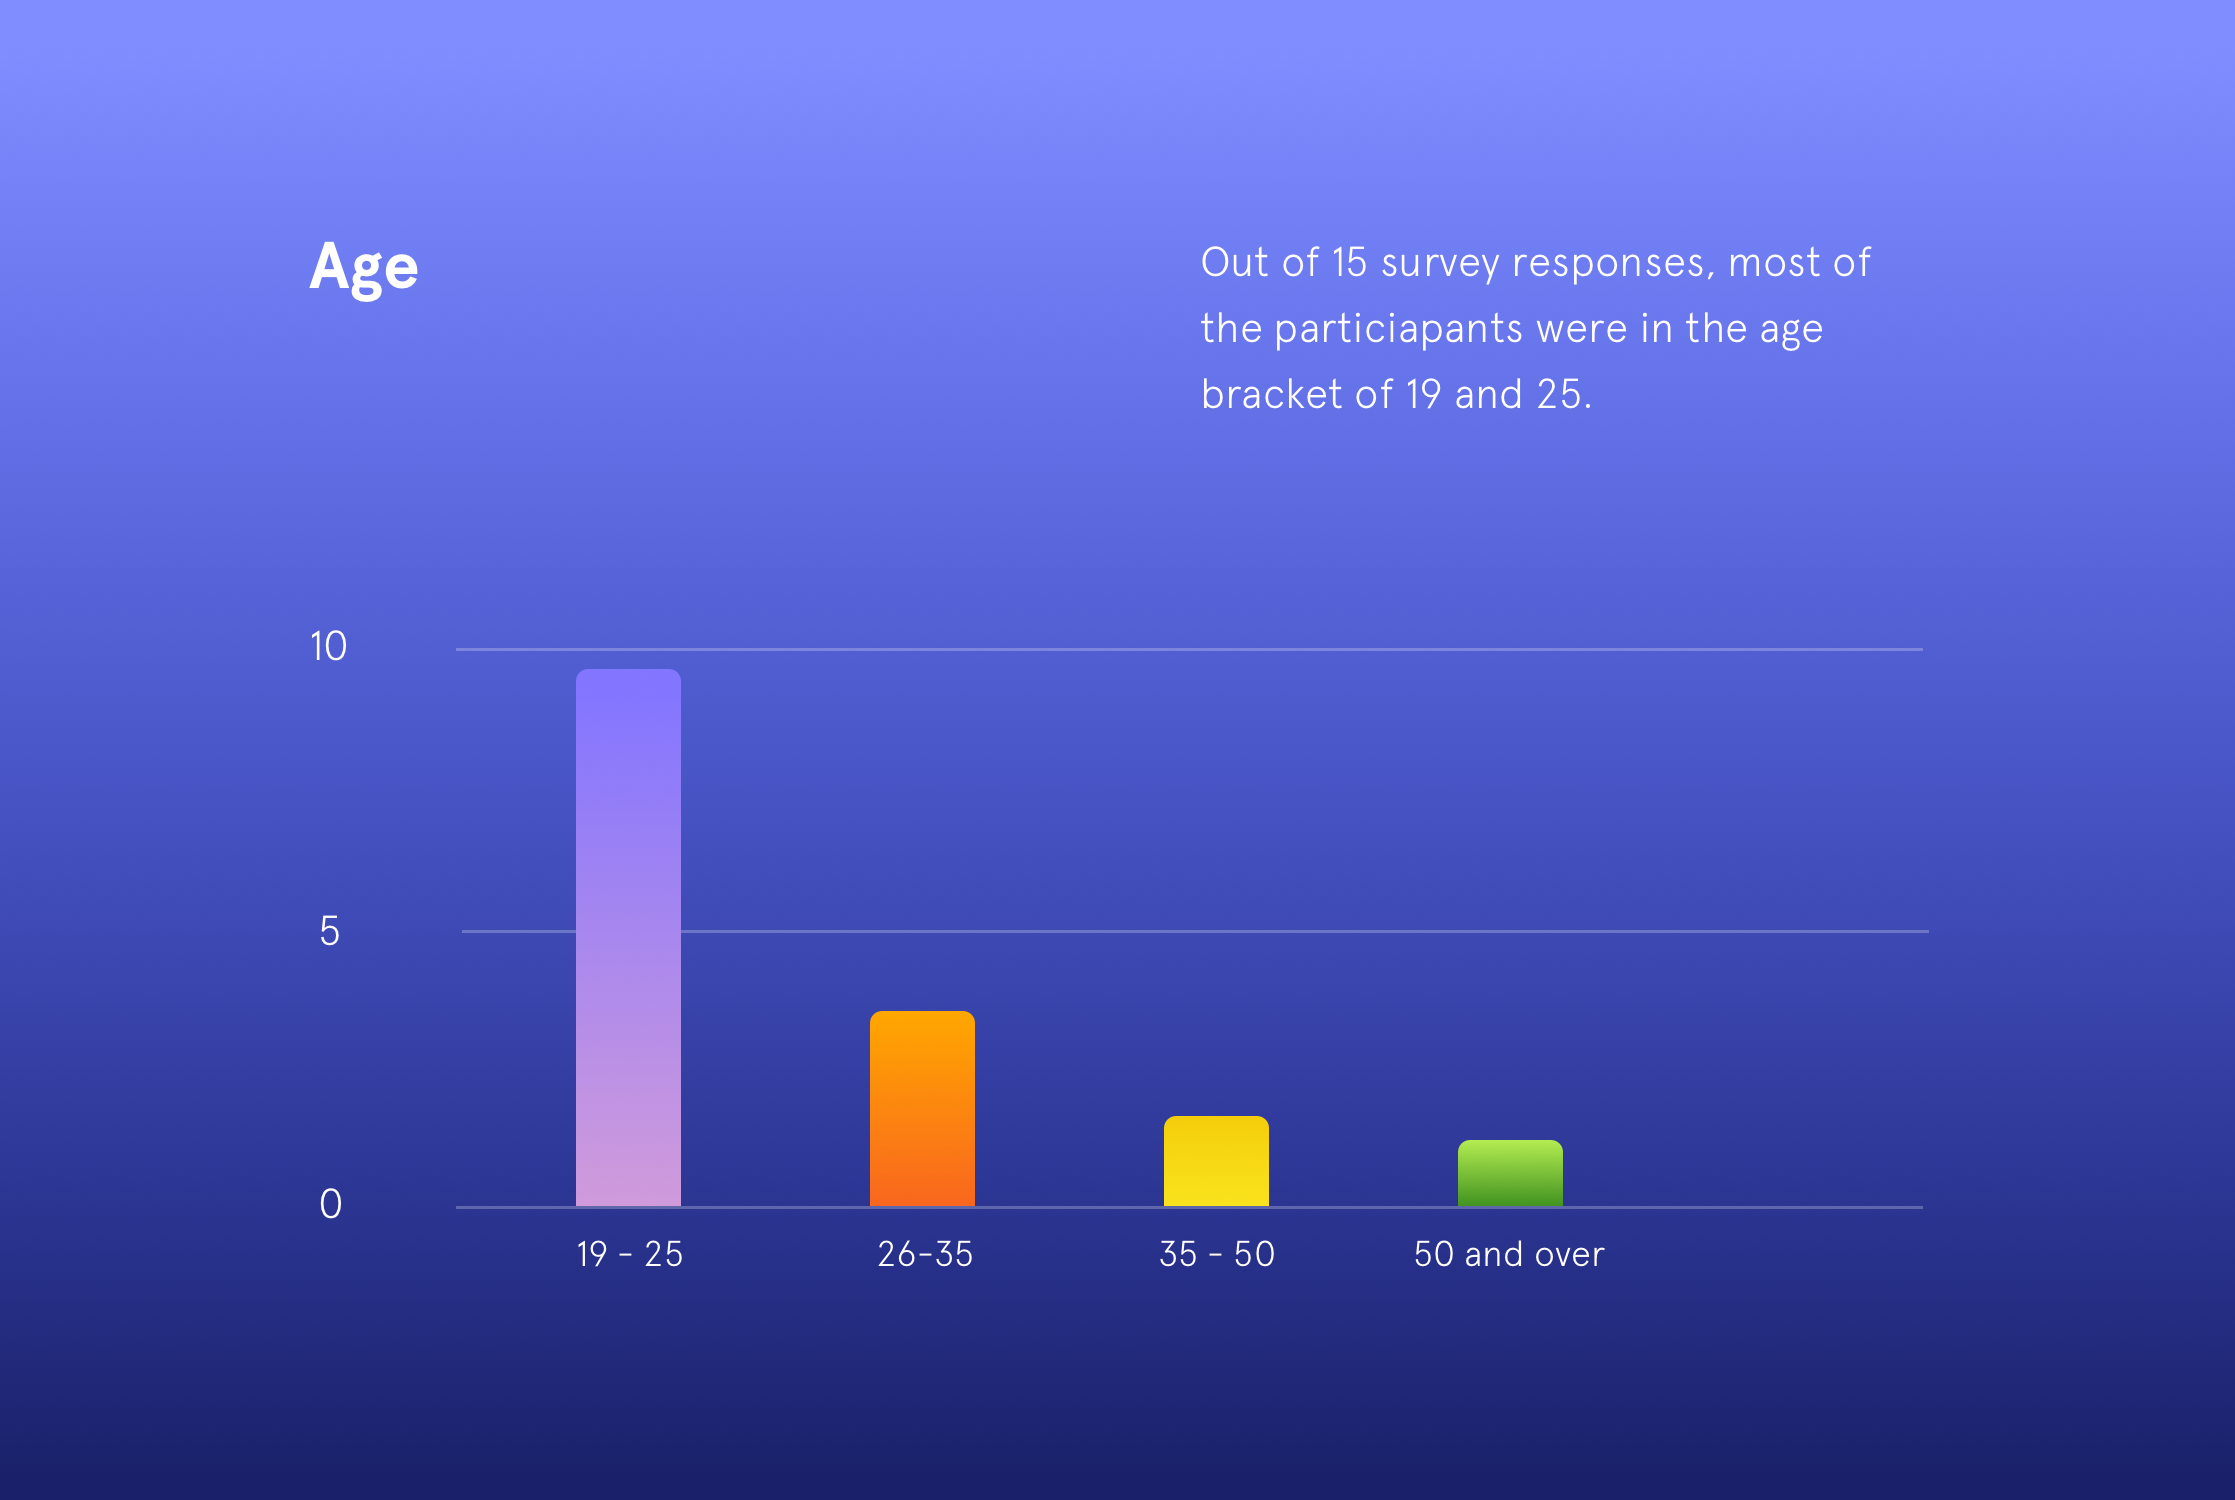 Age
Out of 15 survey responses, most of
the particiapants were in the age
bracket of 19 and 25.
10
5
0
19 - 25
26-35
35 - 50
50 and over